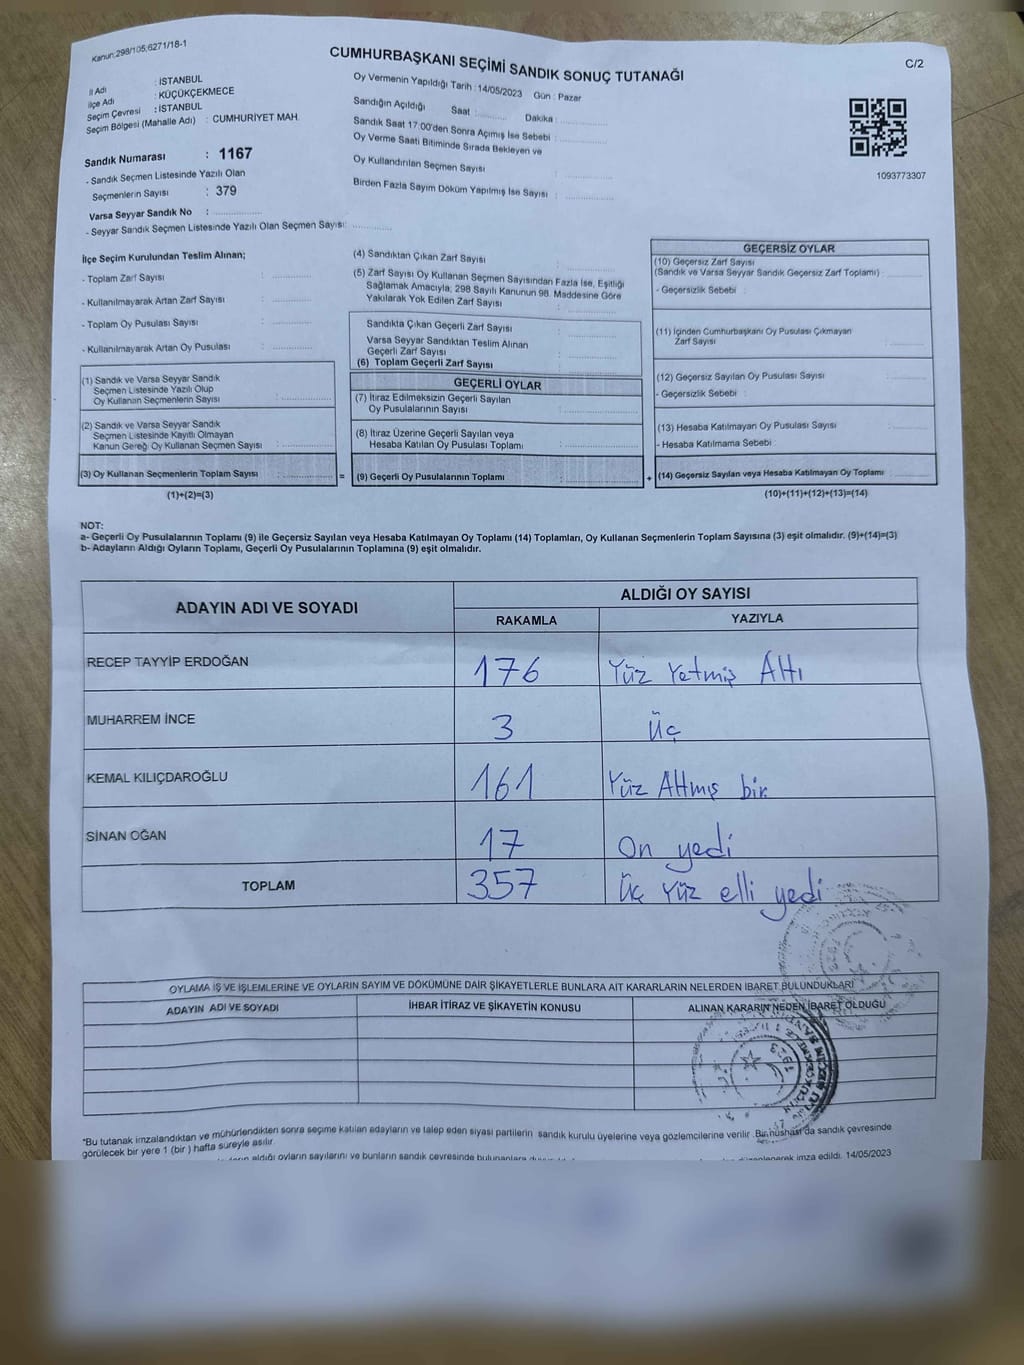 Kanun:298/105;6271/18-1
CUMHURBAŞKANI SEÇİMİ SANDIK SONUÇ TUTANAĞI
C/2
İl Adı : İSTANBUL
İlçe Adı : KÜÇÜKÇEKMECE
Seçim Çevresi : İSTANBUL
Seçim Bölgesi (Mahalle Adı) : CUMHURİYET MAH.
Sandık Numarası : 1167
- Sandık Seçmen Listesinde Yazılı Olan
Seçmenlerin Sayısı : 379
Varsa Seyyar Sandık No :
- Seyyar Sandık Seçmen Listesinde Yazılı Olan Seçmen Sayısı:
Oy Vermenin Yapıldığı Tarih : 14/05/2023 Gün : Pazar
Sandığın Açıldığı Saat : Dakika :
Sandık Saat 17:00'den Sonra Açımış İse Sebebi :
Oy Verme Saati Bitiminde Sırada Bekleyen ve
Oy Kullandırılan Seçmen Sayısı :
Birden Fazla Sayım Döküm Yapılmış İse Sayısı :
1093773307
İlçe Seçim Kurulundan Teslim Alınan;
- Toplam Zarf Sayısı :
- Kullanılmayarak Artan Zarf Sayısı :
- Toplam Oy Pusulası Sayısı :
- Kullanılmayarak Artan Oy Pusulası :
(1) Sandık ve Varsa Seyyar Sandık
Seçmen Listesinde Yazılı Olup
Oy Kullanan Seçmenlerin Sayısı :
(2) Sandık ve Varsa Seyyar Sandık
Seçmen Listesinde Kayıtlı Olmayan
Kanun Gereği Oy Kullanan Seçmen Sayısı :
(3) Oy Kullanan Seçmenlerin Toplam Sayısı :
(1)+(2)=(3)
(4) Sandıktan Çıkan Zarf Sayısı :
(5) Zarf Sayısı Oy Kullanan Seçmen Sayısından Fazla İse, Eşitliği
Sağlamak Amacıyla; 298 Sayılı Kanunun 98. Maddesine Göre
Yakılarak Yok Edilen Zarf Sayısı :
Sandıkta Çıkan Geçerli Zarf Sayısı :
Varsa Seyyar Sandıktan Teslim Alınan
Geçerli Zarf Sayısı :
(6) Toplam Geçerli Zarf Sayısı :
GEÇERLİ OYLAR
(7) İtiraz Edilmeksizin Geçerli Sayılan
Oy Pusulalarının Sayısı :
(8) İtiraz Üzerine Geçerli Sayılan veya
Hesaba Katılan Oy Pusulası Toplamı :
= (9) Geçerli Oy Pusulalarının Toplamı :
GEÇERSİZ OYLAR
(10) Geçersiz Zarf Sayısı
(Sandık ve Varsa Seyyar Sandık Geçersiz Zarf Toplamı) :
- Geçersizlik Sebebi :
(11) İçinden Cumhurbaşkanı Oy Pusulası Çıkmayan
Zarf Sayısı :
(12) Geçersiz Sayılan Oy Pusulası Sayısı :
- Geçersizlik Sebebi :
(13) Hesaba Katılmayan Oy Pusulası Sayısı :
- Hesaba Katılmama Sebebi :
+ (14) Geçersiz Sayılan veya Hesaba Katılmayan Oy Toplamı :
(10)+(11)+(12)+(13)=(14)
NOT:
a- Geçerli Oy Pusulalarının Toplamı (9) ile Geçersiz Sayılan veya Hesaba Katılmayan Oy Toplamı (14) Toplamları, Oy Kullanan Seçmenlerin Toplam Sayısına (3) eşit olmalıdır. (9)+(14)=(3)
b- Adayların Aldığı Oyların Toplamı, Geçerli Oy Pusulalarının Toplamına (9) eşit olmalıdır.
ADAYIN ADI VE SOYADI
ALDIĞI OY SAYISI
RAKAMLA YAZIYLA
RECEP TAYYİP ERDOĞAN 176 Yüz Yetmiş Altı
MUHARREM İNCE 3 Üç
KEMAL KILIÇDAROĞLU 161 Yüz Altmış bir
SİNAN OĞAN 17 On yedi
TOPLAM 357 Üç Yüz elli yedi
OYLAMA İŞ VE İŞLEMLERİNE VE OYLARIN SAYIM VE DÖKÜMÜNE DAİR ŞİKAYETLERLE BUNLARA AİT KARARLARIN NELERDEN İBARET BULUNDUKLARI
ADAYIN ADI VE SOYADI İHBAR İTİRAZ VE ŞİKAYETİN KONUSU ALINAN KARARIN NEDEN İBARET OLDUĞU
1923
*Bu tutanak imzalandıktan ve mühürlendikten sonra seçime katılan adayların ve talep eden siyasi partilerin sandık kurulu üyelerine veya gözlemcilerine verilir. Bir nüshası da sandık çevresinde
görülecek bir yere 1 (bir) hafta süreyle asılır.
aldığı oyların sayılarını ve bunların sandık çevresinde imza edildi. 14/05/2023